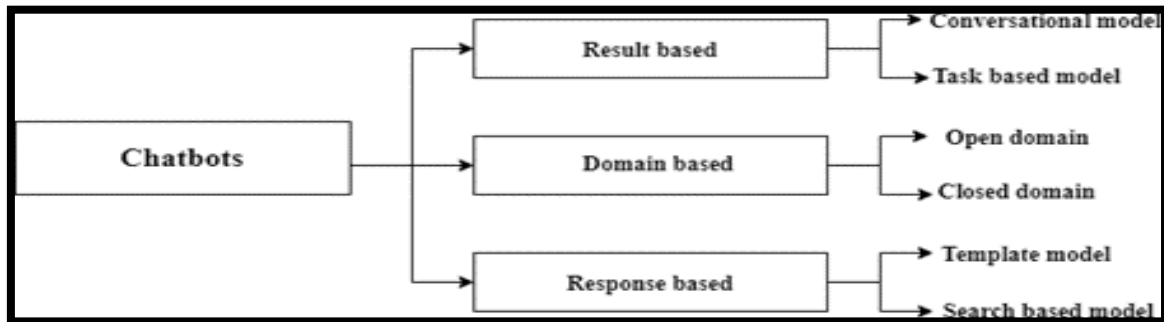 Conversational model
Result based
Task based model
Chatbots
Open domain
Domain based
Closed domain
Template model
Response based
Search based model